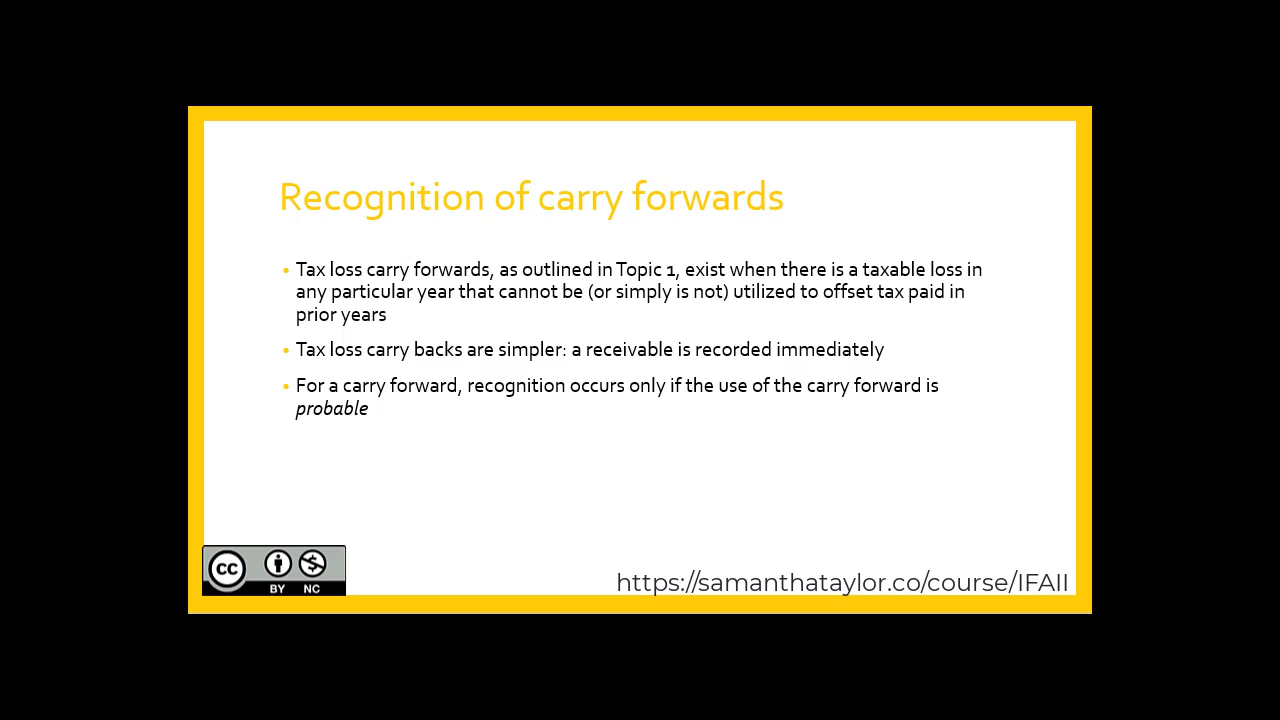 Recognition of carry forwards
• Tax loss carry forwards, as outlined in Topic 1, exist when there is a taxable loss in
any particular year that cannot be (or simply is not) utilized to offset tax paid in
prior years
• Tax loss carry backs are simpler: a receivable is recorded immediately
• For a carry forward, recognition occurs only if the use of the carry forward is
probable
cc
BY NC
https://samanthataylor.co/course/IFAII